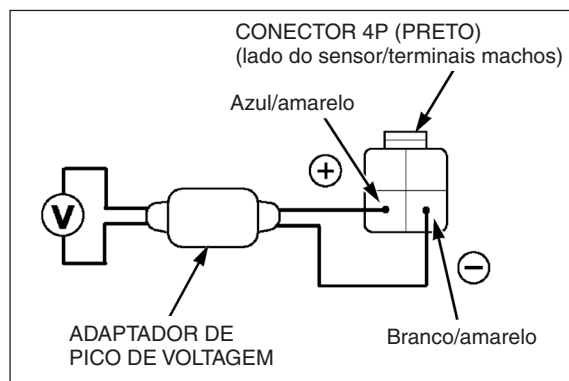 CONECTOR 4P (PRETO)
(lado do sensor/terminais machos)
Azul/amarelo
+
V
−
ADAPTADOR DE
PICO DE VOLTAGEM
Branco/amarelo